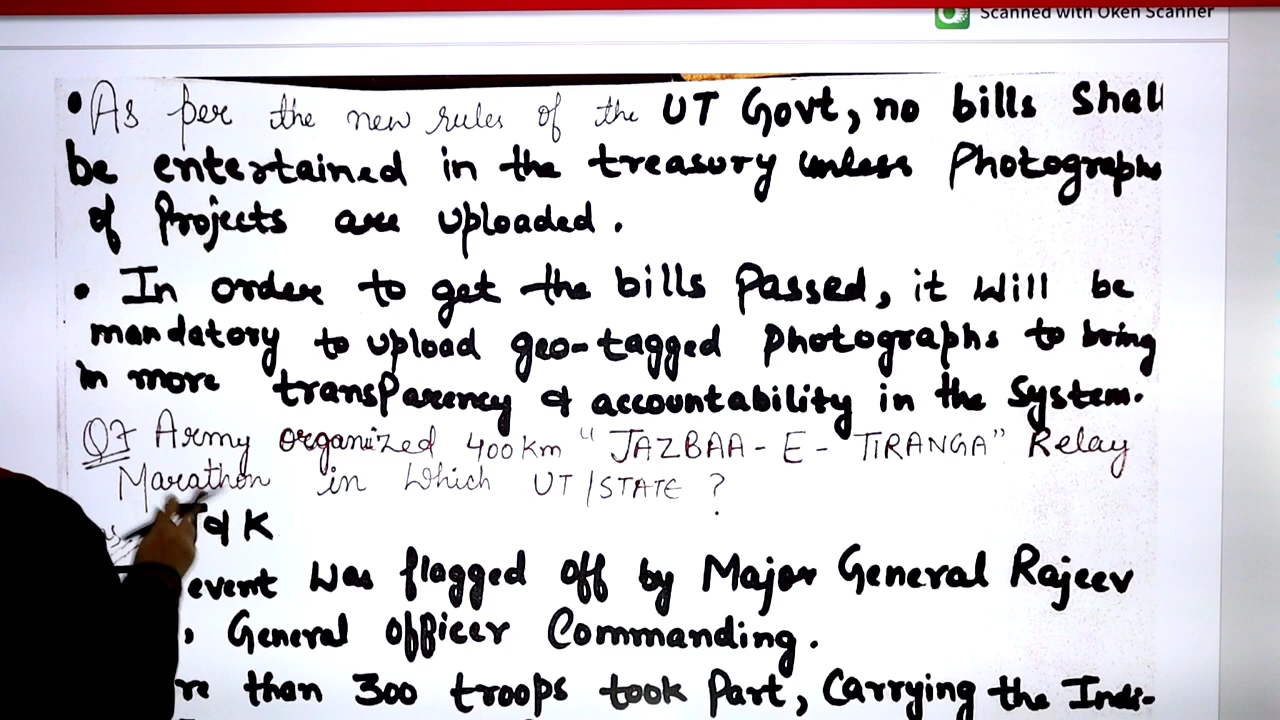 Scanned with Oken Scanner
• As per the new rules of the UT Govt, no bills Shall
be entertained in the treasury unless Photographs
of Projects are uploaded.
• In order to get the bills Passed, it will be
mandatory to upload geo-tagged photographs to bring
in more transparency & accountability in the System.
Q7 Army organized 400km "JAZBAA-E-TIRANGA" Relay
Marathon in which UT/STATE ?
J & K
event was flagged off by Major General Rajeev
, General Officer Commanding.
re than 300 troops took Part, Carrying the Indi-